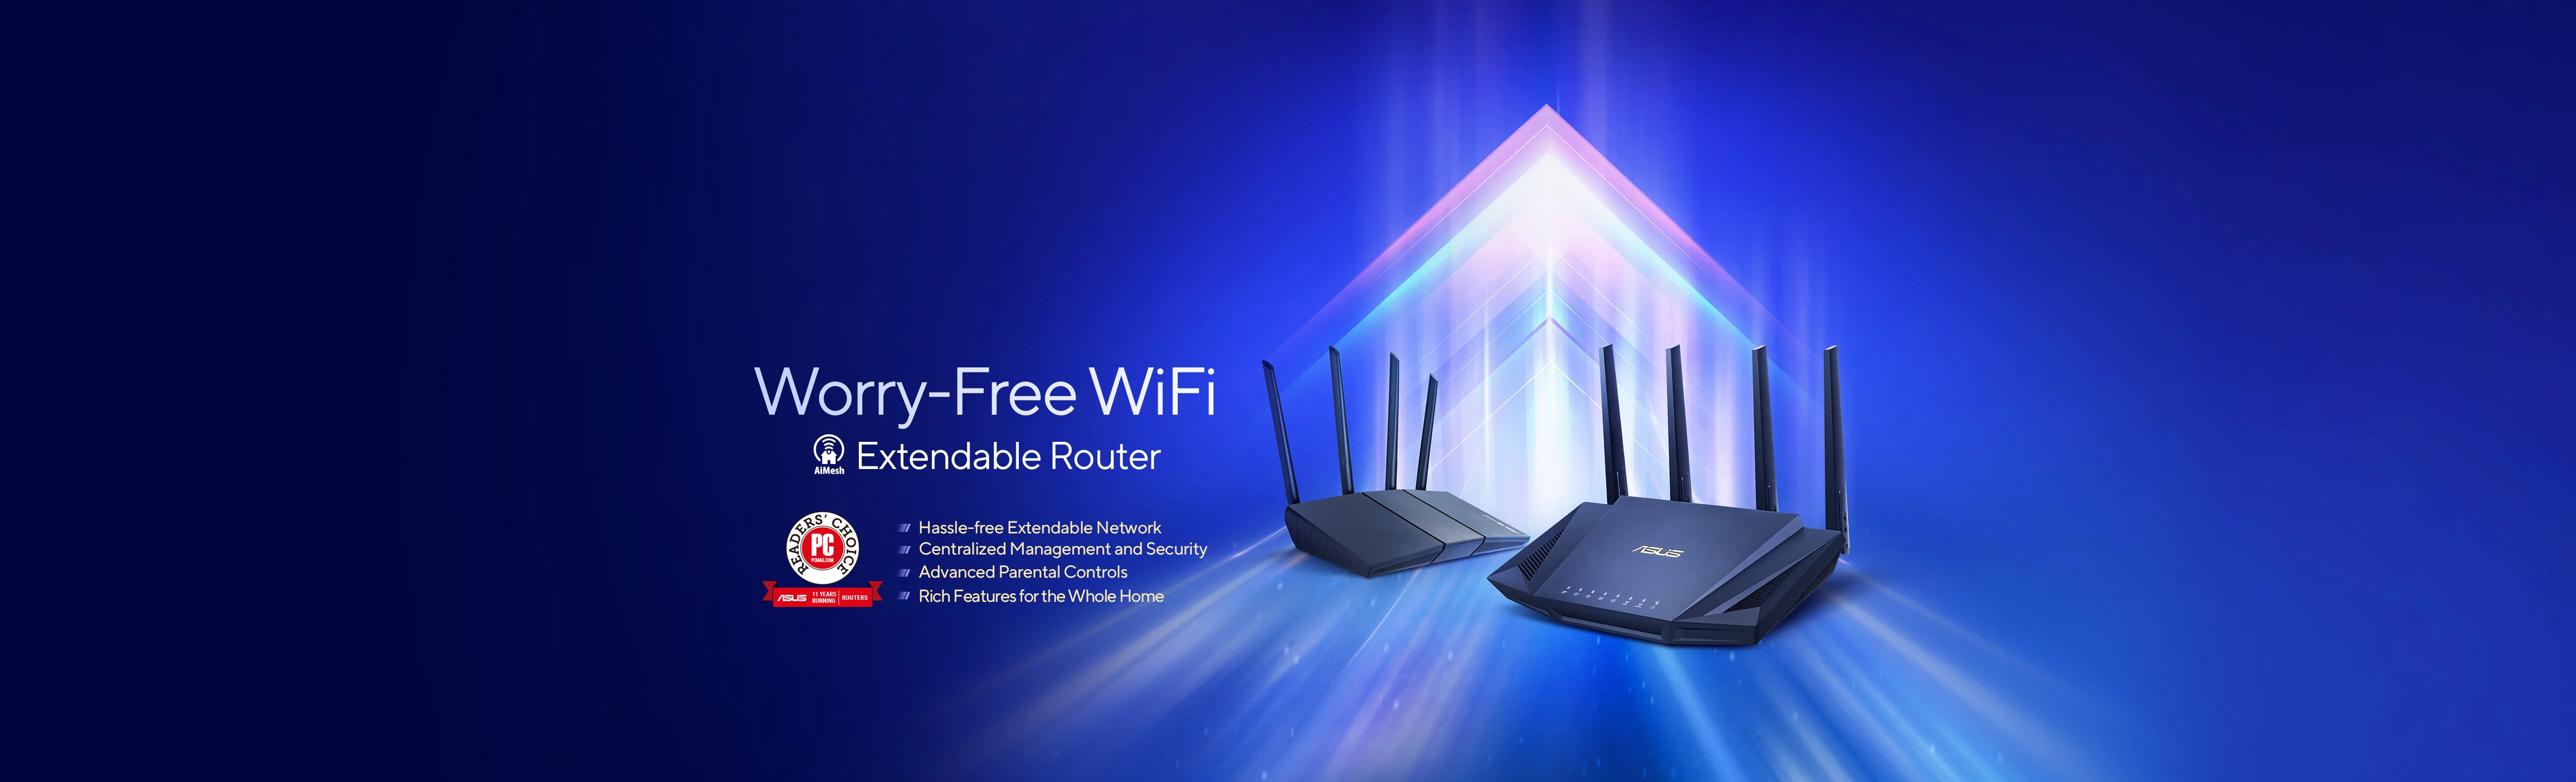 Worry-Free WiFi
AiMesh
Extendable Router
READERS' CHOICE
PC
PCMAG.COM
ASUS
11 YEARS
RUNNING
ROUTERS
Hassle-free Extendable Network
Centralized Management and Security
Advanced Parental Controls
Rich Features for the Whole Home
ASUS